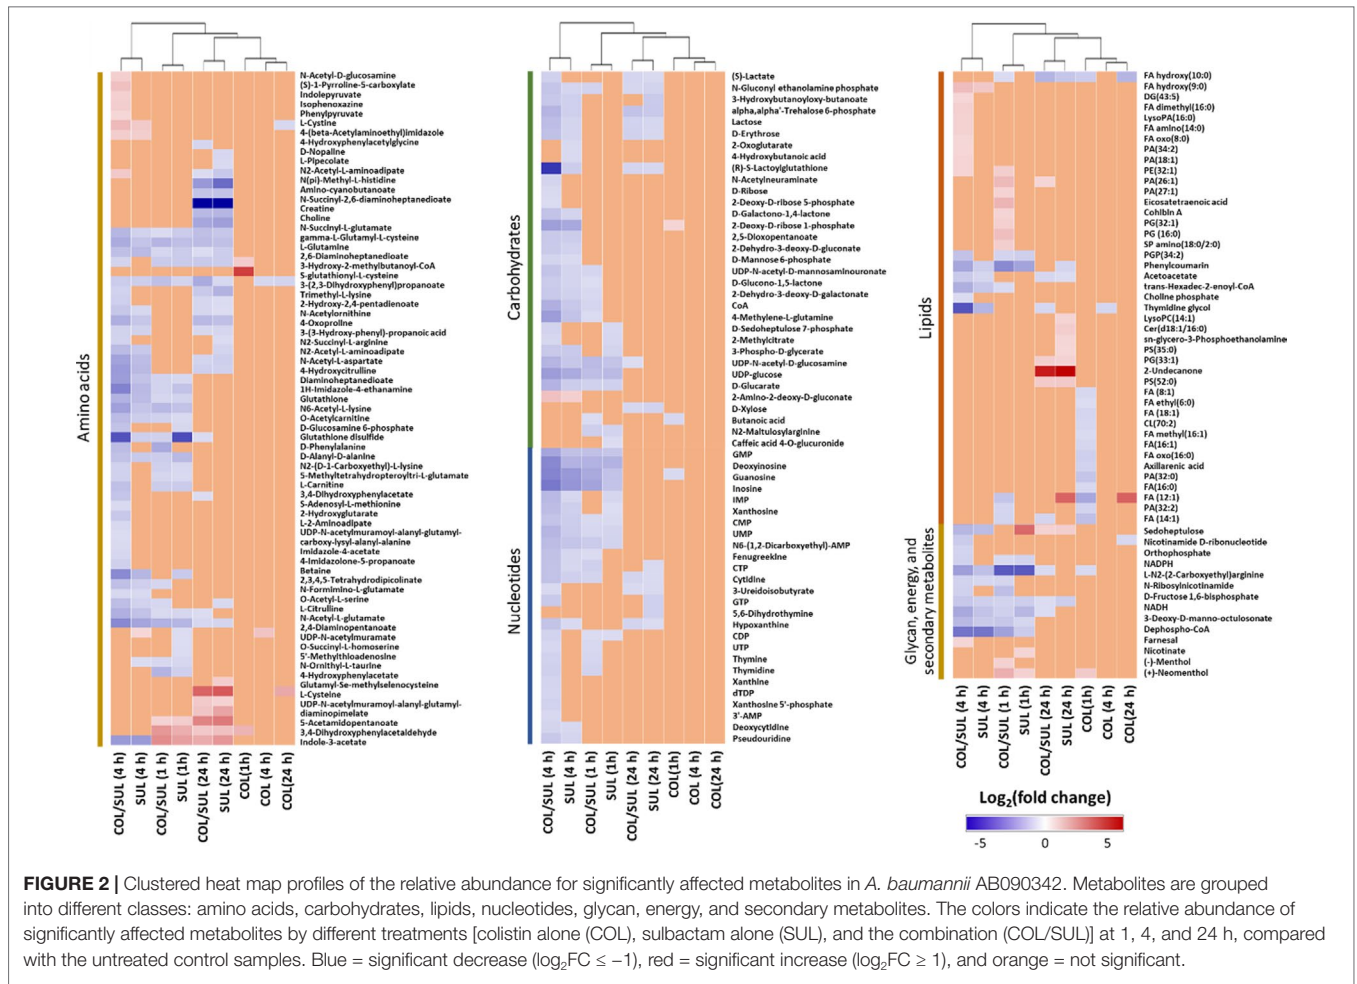 Amino acids
N-Acetyl-D-glucosamine
(S)-1-Pyrroline-5-carboxylate
Indolepyruvate
Isophenoxazine
Phenylpyruvate
L-Cystine
4-(beta-Acetylaminoethyl)imidazole
4-Hydroxyphenylacetylglycine
D-Nopaline
L-Pipecolate
N2-Acetyl-L-aminoadipate
N(pi)-Methyl-L-histidine
Amino-cyanobutanoate
N-Succinyl-2,6-diaminoheptanedioate
Creatine
Choline
N-Succinyl-L-glutamate
gamma-L-Glutamyl-L-cysteine
L-Glutamine
2,6-Diaminoheptanedioate
3-Hydroxy-2-methylbutanoyl-CoA
S-glutathionyl-L-cysteine
3-(2,3-Dihydroxyphenyl)propanoate
Trimethyl-L-lysine
2-Hydroxy-2,4-pentadienoate
N-Acetylornithine
4-Oxoproline
3-(3-Hydroxy-phenyl)-propanoic acid
N2-Succinyl-L-arginine
N2-Acetyl-L-aminoadipate
N-Acetyl-L-aspartate
4-Hydroxycitrulline
Diaminoheptanedioate
1H-Imidazole-4-ethanamine
Glutathione
N6-Acetyl-L-lysine
O-Acetylcarnitine
D-Glucosamine 6-phosphate
Glutathione disulfide
D-Phenylalanine
D-Alanyl-D-alanine
N2-(D-1-Carboxyethyl)-L-lysine
5-Methyltetrahydropteroyltri-L-glutamate
L-Carnitine
3,4-Dihydroxyphenylacetate
S-Adenosyl-L-methionine
2-Hydroxyglutarate
L-2-Aminoadipate
UDP-N-acetylmuramoyl-alanyl-glutamyl-
carboxy-lysyl-alanyl-alanine
Imidazole-4-acetate
4-Imidazolone-5-propanoate
Betaine
2,3,4,5-Tetrahydrodipicolinate
N-Formimino-L-glutamate
O-Acetyl-L-serine
L-Citrulline
N-Acetyl-L-glutamate
2,4-Diaminopentanoate
UDP-N-acetylmuramate
O-Succinyl-L-homoserine
5'-Methylthioadenosine
N-Ornithyl-L-taurine
4-Hydroxyphenylacetate
Glutamyl-Se-methylselenocysteine
L-Cysteine
UDP-N-acetylmuramoyl-alanyl-glutamyl-
diaminopimelate
5-Acetamidopentanoate
3,4-Dihydroxyphenylacetaldehyde
Indole-3-acetate
COL/SUL (4 h)
SUL (4 h)
COL/SUL (1 h)
SUL (1h)
COL/SUL (24 h)
SUL (24 h)
COL(1h)
COL (4 h)
COL(24 h)
Carbohydrates
(S)-Lactate
N-Gluconyl ethanolamine phosphate
3-Hydroxybutanoyloxy-butanoate
alpha,alpha'-Trehalose 6-phosphate
Lactose
D-Erythrose
2-Oxoglutarate
4-Hydroxybutanoic acid
(R)-S-Lactoylglutathione
N-Acetylneuraminate
D-Ribose
2-Deoxy-D-ribose 5-phosphate
D-Galactono-1,4-lactone
2-Deoxy-D-ribose 1-phosphate
2,5-Dioxopentanoate
2-Dehydro-3-deoxy-D-gluconate
D-Mannose 6-phosphate
UDP-N-acetyl-D-mannosaminouronate
D-Glucono-1,5-lactone
2-Dehydro-3-deoxy-D-galactonate
CoA
4-Methylene-L-glutamine
D-Sedoheptulose 7-phosphate
2-Methylcitrate
3-Phospho-D-glycerate
UDP-N-acetyl-D-glucosamine
UDP-glucose
D-Glucarate
2-Amino-2-deoxy-D-gluconate
D-Xylose
Butanoic acid
N2-Maltulosylarginine
Caffeic acid 4-O-glucuronide
Nucleotides
GMP
Deoxyinosine
Guanosine
Inosine
IMP
Xanthosine
CMP
UMP
N6-(1,2-Dicarboxyethyl)-AMP
Fenugreekine
CTP
Cytidine
3-Ureidoisobutyrate
GTP
5,6-Dihydrothymine
Hypoxanthine
CDP
UTP
Thymine
Thymidine
Xanthine
dTDP
Xanthosine 5'-phosphate
3'-AMP
Deoxycytidine
Pseudouridine
COL/SUL (4 h)
SUL (4 h)
COL/SUL (1 h)
SUL (1h)
COL/SUL (24 h)
SUL (24 h)
COL(1h)
COL (4 h)
COL(24 h)
Lipids
FA hydroxy(10:0)
FA hydroxy(9:0)
DG(43:5)
FA dimethyl(16:0)
LysoPA(16:0)
FA amino(14:0)
FA oxo(8:0)
PA(34:2)
PA(18:1)
PE(32:1)
PA(26:1)
PA(27:1)
Eicosatetraenoic acid
Cohibin A
PG(32:1)
PG (16:0)
SP amino(18:0/2:0)
PGP(34:2)
Phenylcoumarin
Acetoacetate
trans-Hexadec-2-enoyl-CoA
Choline phosphate
Thymidine glycol
LysoPC(14:1)
Cer(d18:1/16:0)
sn-glycero-3-Phosphoethanolamine
PS(35:0)
PG(33:1)
2-Undecanone
PS(52:0)
FA (8:1)
FA ethyl(6:0)
FA (18:1)
CL(70:2)
FA methyl(16:1)
FA(16:1)
FA oxo(16:0)
Axillarenic acid
PA(32:0)
FA(16:0)
FA (12:1)
PA(32:2)
FA (14:1)
Glycan, energy, and
secondary metabolites
Sedoheptulose
Nicotinamide D-ribonucleotide
Orthophosphate
NADPH
L-N2-(2-Carboxyethyl)arginine
N-Ribosylnicotinamide
D-Fructose 1,6-bisphosphate
NADH
3-Deoxy-D-manno-octulosonate
Dephospho-CoA
Farnesal
Nicotinate
(-)-Menthol
(+)-Neomenthol
COL/SUL (4 h)
SUL (4 h)
COL/SUL (1 h)
SUL (1h)
COL/SUL (24 h)
SUL (24 h)
COL(1h)
COL (4 h)
COL(24 h)
Log2(fold change)
-5 0 5
FIGURE 2 | Clustered heat map profiles of the relative abundance for significantly affected metabolites in A. baumannii AB090342. Metabolites are grouped
into different classes: amino acids, carbohydrates, lipids, nucleotides, glycan, energy, and secondary metabolites. The colors indicate the relative abundance of
significantly affected metabolites by different treatments [colistin alone (COL), sulbactam alone (SUL), and the combination (COL/SUL)] at 1, 4, and 24 h, compared
with the untreated control samples. Blue = significant decrease (log2FC ≤ −1), red = significant increase (log2FC ≥ 1), and orange = not significant.